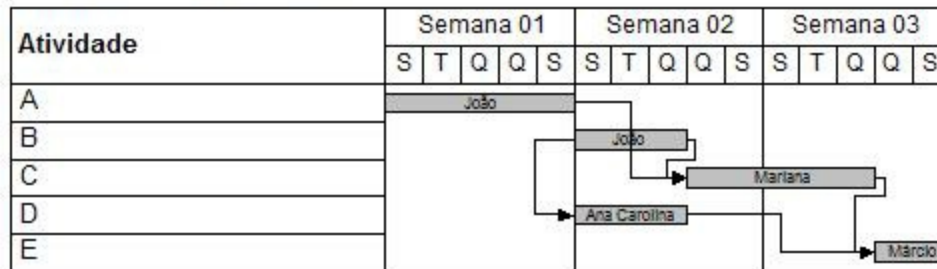 Atividade
Semana 01 Semana 02 Semana 03
S T Q Q S S T Q Q S S T Q Q S
A João
B João
C Mariana
D Ana Carolina
E Márcio